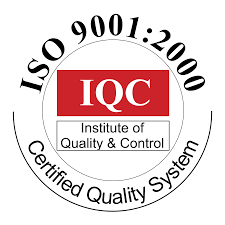 ISO 9001:2000
IQC
Institute of
Quality & Control
Certified Quality System